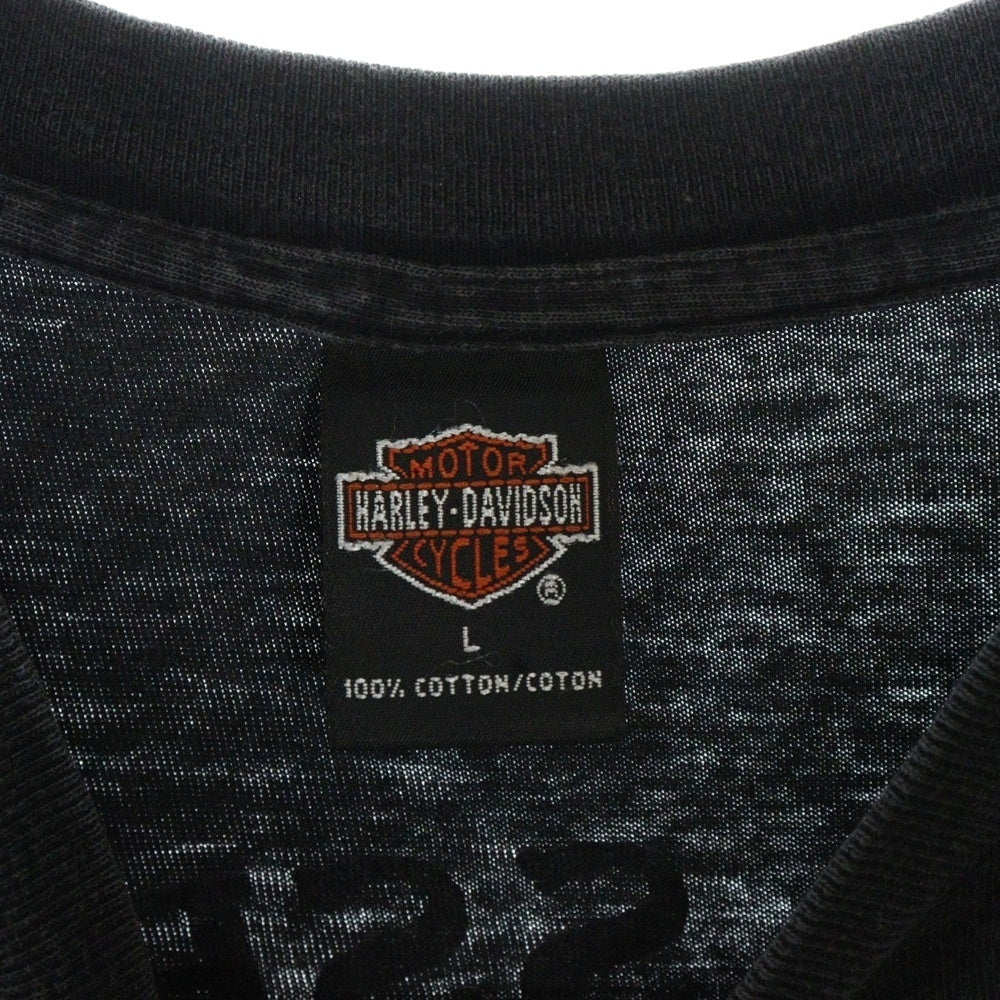 MOTOR
HARLEY-DAVIDSON
CYCLES
®
L
100% COTTON/COTON